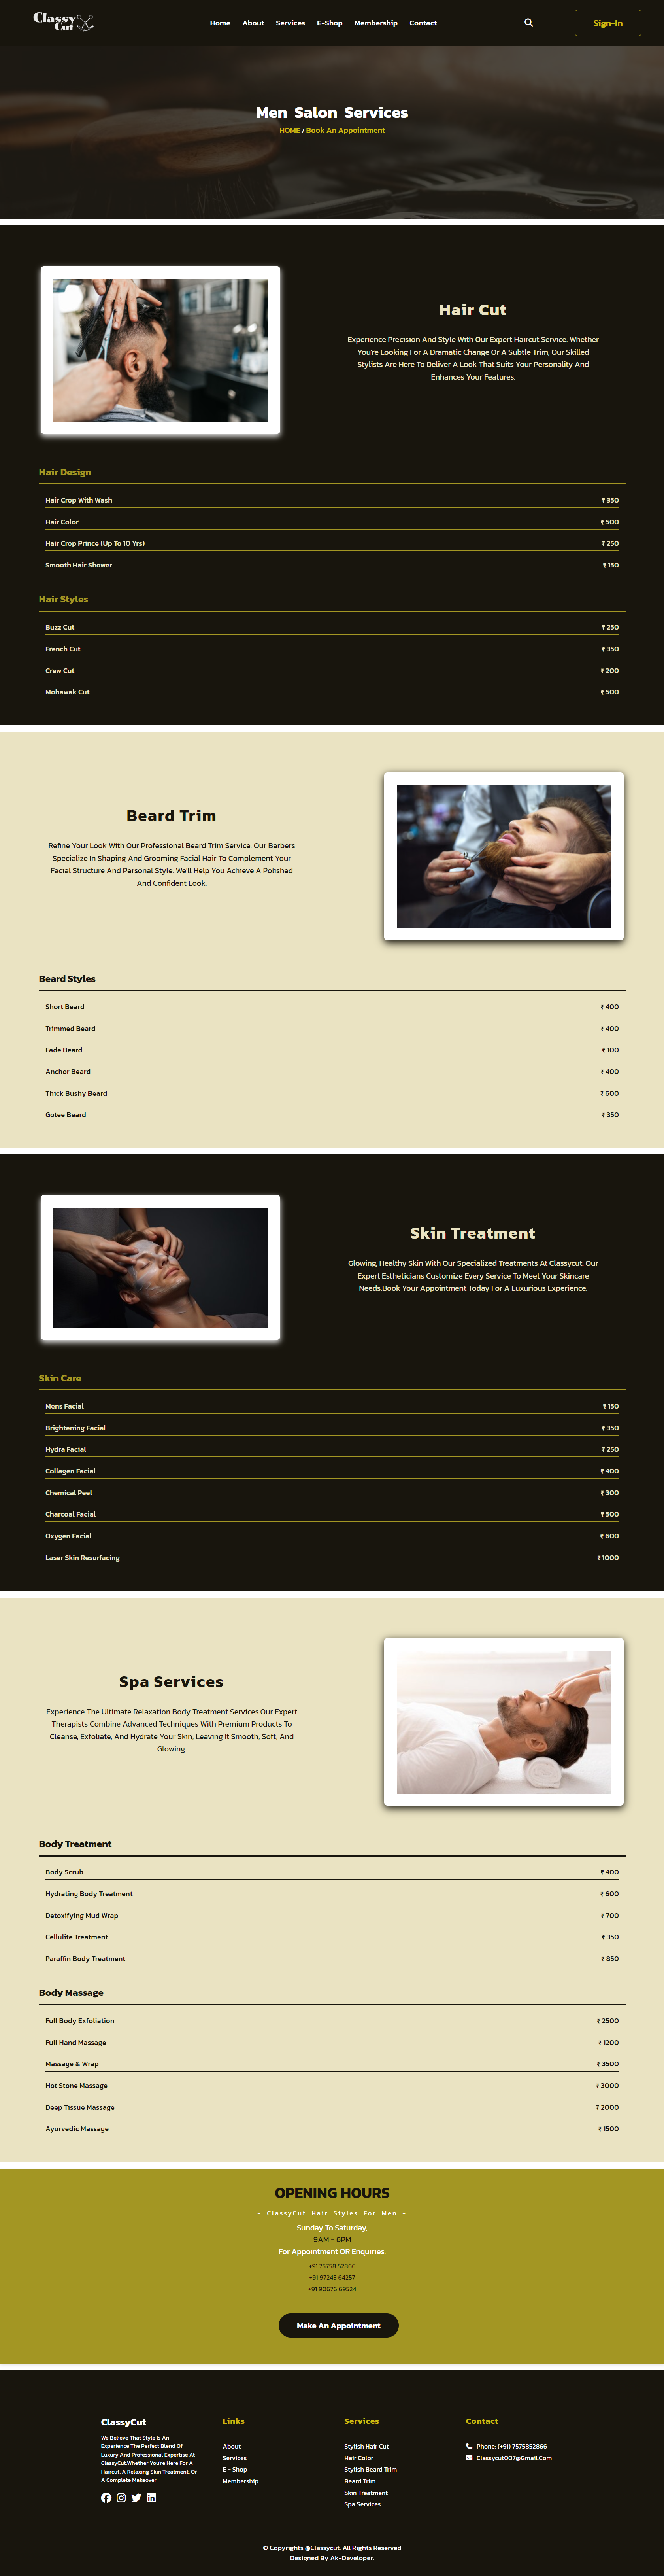 Classy
Cut
Home About Services E-Shop Membership Contact
Sign-In
Men Salon Services
HOME / Book An Appointment
Hair Cut
Experience Precision And Style With Our Expert Haircut Service. Whether
You're Looking For A Dramatic Change Or A Subtle Trim, Our Skilled
Stylists Are Here To Deliver A Look That Suits Your Personality And
Enhances Your Features.
Hair Design
Hair Crop With Wash ₹ 350
Hair Color ₹ 500
Hair Crop Prince (Up To 10 Yrs) ₹ 250
Smooth Hair Shower ₹ 150
Hair Styles
Buzz Cut ₹ 250
French Cut ₹ 350
Crew Cut ₹ 200
Mohawak Cut ₹ 500
Beard Trim
Refine Your Look With Our Professional Beard Trim Service. Our Barbers
Specialize In Shaping And Grooming Facial Hair To Complement Your
Facial Structure And Personal Style. We'll Help You Achieve A Polished
And Confident Look.
Beard Styles
Short Beard ₹ 400
Trimmed Beard ₹ 400
Fade Beard ₹ 100
Anchor Beard ₹ 400
Thick Bushy Beard ₹ 600
Gotee Beard ₹ 350
Skin Treatment
Glowing, Healthy Skin With Our Specialized Treatments At Classycut. Our
Expert Estheticians Customize Every Service To Meet Your Skincare
Needs.Book Your Appointment Today For A Luxurious Experience.
Skin Care
Mens Facial ₹ 150
Brightening Facial ₹ 350
Hydra Facial ₹ 250
Collagen Facial ₹ 400
Chemical Peel ₹ 300
Charcoal Facial ₹ 500
Oxygen Facial ₹ 600
Laser Skin Resurfacing ₹ 1000
Spa Services
Experience The Ultimate Relaxation Body Treatment Services.Our Expert
Therapists Combine Advanced Techniques With Premium Products To
Cleanse, Exfoliate, And Hydrate Your Skin, Leaving It Smooth, Soft, And
Glowing.
Body Treatment
Body Scrub ₹ 400
Hydrating Body Treatment ₹ 600
Detoxifying Mud Wrap ₹ 700
Cellulite Treatment ₹ 350
Paraffin Body Treatment ₹ 850
Body Massage
Full Body Exfoliation ₹ 2500
Full Hand Massage ₹ 1200
Massage & Wrap ₹ 3500
Hot Stone Massage ₹ 3000
Deep Tissue Massage ₹ 2000
Ayurvedic Massage ₹ 1500
OPENING HOURS
- ClassyCut Hair Styles For Men -
Sunday To Saturday,
9AM - 6PM
For Appointment OR Enquiries:
+91 75758 52866
+91 97245 64257
+91 90676 69524
Make An Appointment
ClassyCut
We Believe That Style Is An
Experience The Perfect Blend Of
Luxury And Professional Expertise At
ClassyCut.Whether You're Here For A
Haircut, A Relaxing Skin Treatment, Or
A Complete Makeover
Links
About
Services
E - Shop
Membership
Services
Stylish Hair Cut
Hair Color
Stylish Beard Trim
Beard Trim
Skin Treatment
Spa Services
Contact
Phone: (+91) 7575852866
Classycut007@Gmail.Com
© Copyrights @Classycut. All Rights Reserved
Designed By Ak-Developer.